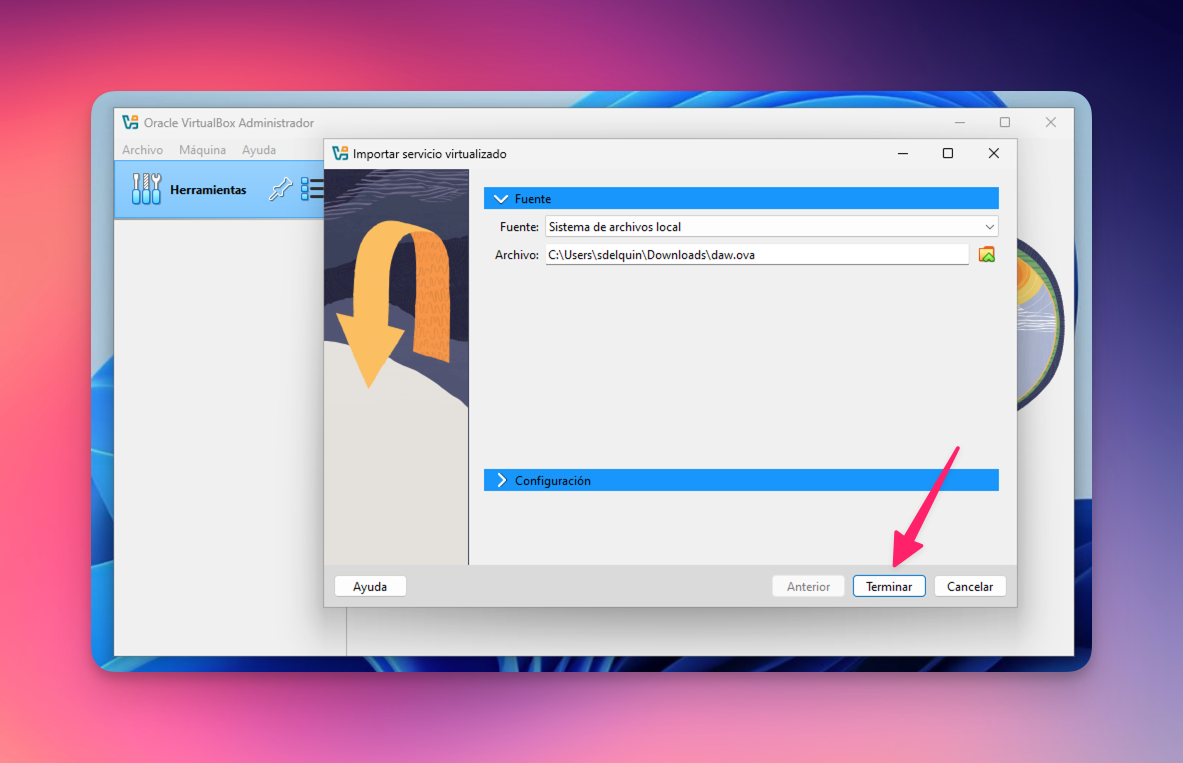 Oracle VirtualBox Administrador
Archivo Máquina Ayuda
Herramientas
Importar servicio virtualizado
Fuente
Fuente: Sistema de archivos local
Archivo: C:\Users\sdelquin\Downloads\daw.ova
Configuración
Ayuda Anterior Terminar Cancelar